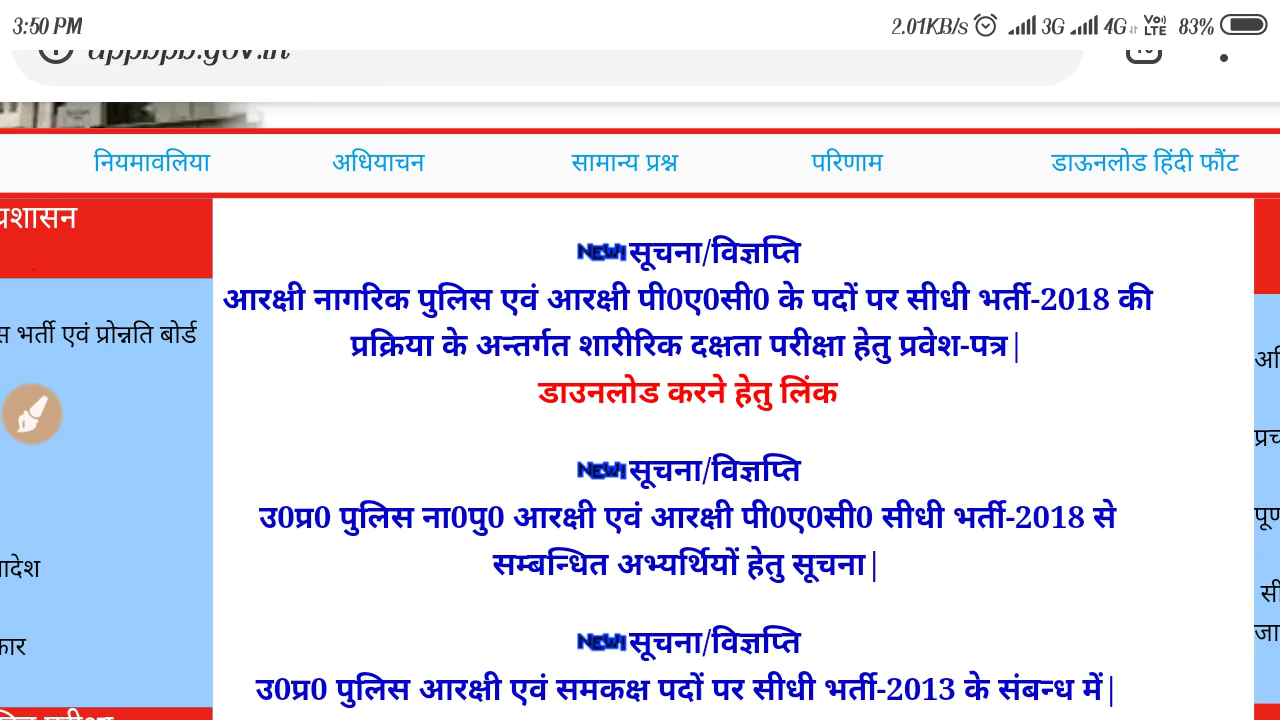 3:50 PM 2.01KB/s 3G 4G VoLTE 83%
appbpb.gov.in
नियमावलिया अधियाचन सामान्य प्रश्न परिणाम डाऊनलोड हिंदी फौंट
प्रशासन
NEW! सूचना/विज्ञप्ति
आरक्षी नागरिक पुलिस एवं आरक्षी पी0ए0सी0 के पदों पर सीधी भर्ती-2018 की
प्रक्रिया के अन्तर्गत शारीरिक दक्षता परीक्षा हेतु प्रवेश-पत्र|
भर्ती एवं प्रोन्नति बोर्ड
डाउनलोड करने हेतु लिंक
NEW! सूचना/विज्ञप्ति
उ0प्र0 पुलिस ना0पु0 आरक्षी एवं आरक्षी पी0ए0सी0 सीधी भर्ती-2018 से
सम्बन्धित अभ्यर्थियों हेतु सूचना|
NEW! सूचना/विज्ञप्ति
उ0प्र0 पुलिस आरक्षी एवं समकक्ष पदों पर सीधी भर्ती-2013 के संबन्ध में|